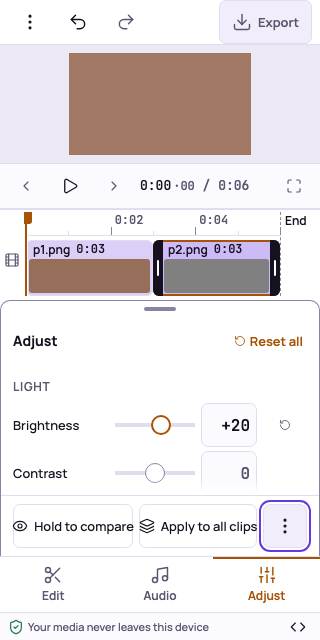 Export
0:00·00 / 0:06
0:02 0:04 End
p1.png 0:03 p2.png 0:03
Adjust Reset all
LIGHT
Brightness +20
Contrast 0
Hold to compare Apply to all clips
Edit Audio Adjust
Your media never leaves this device